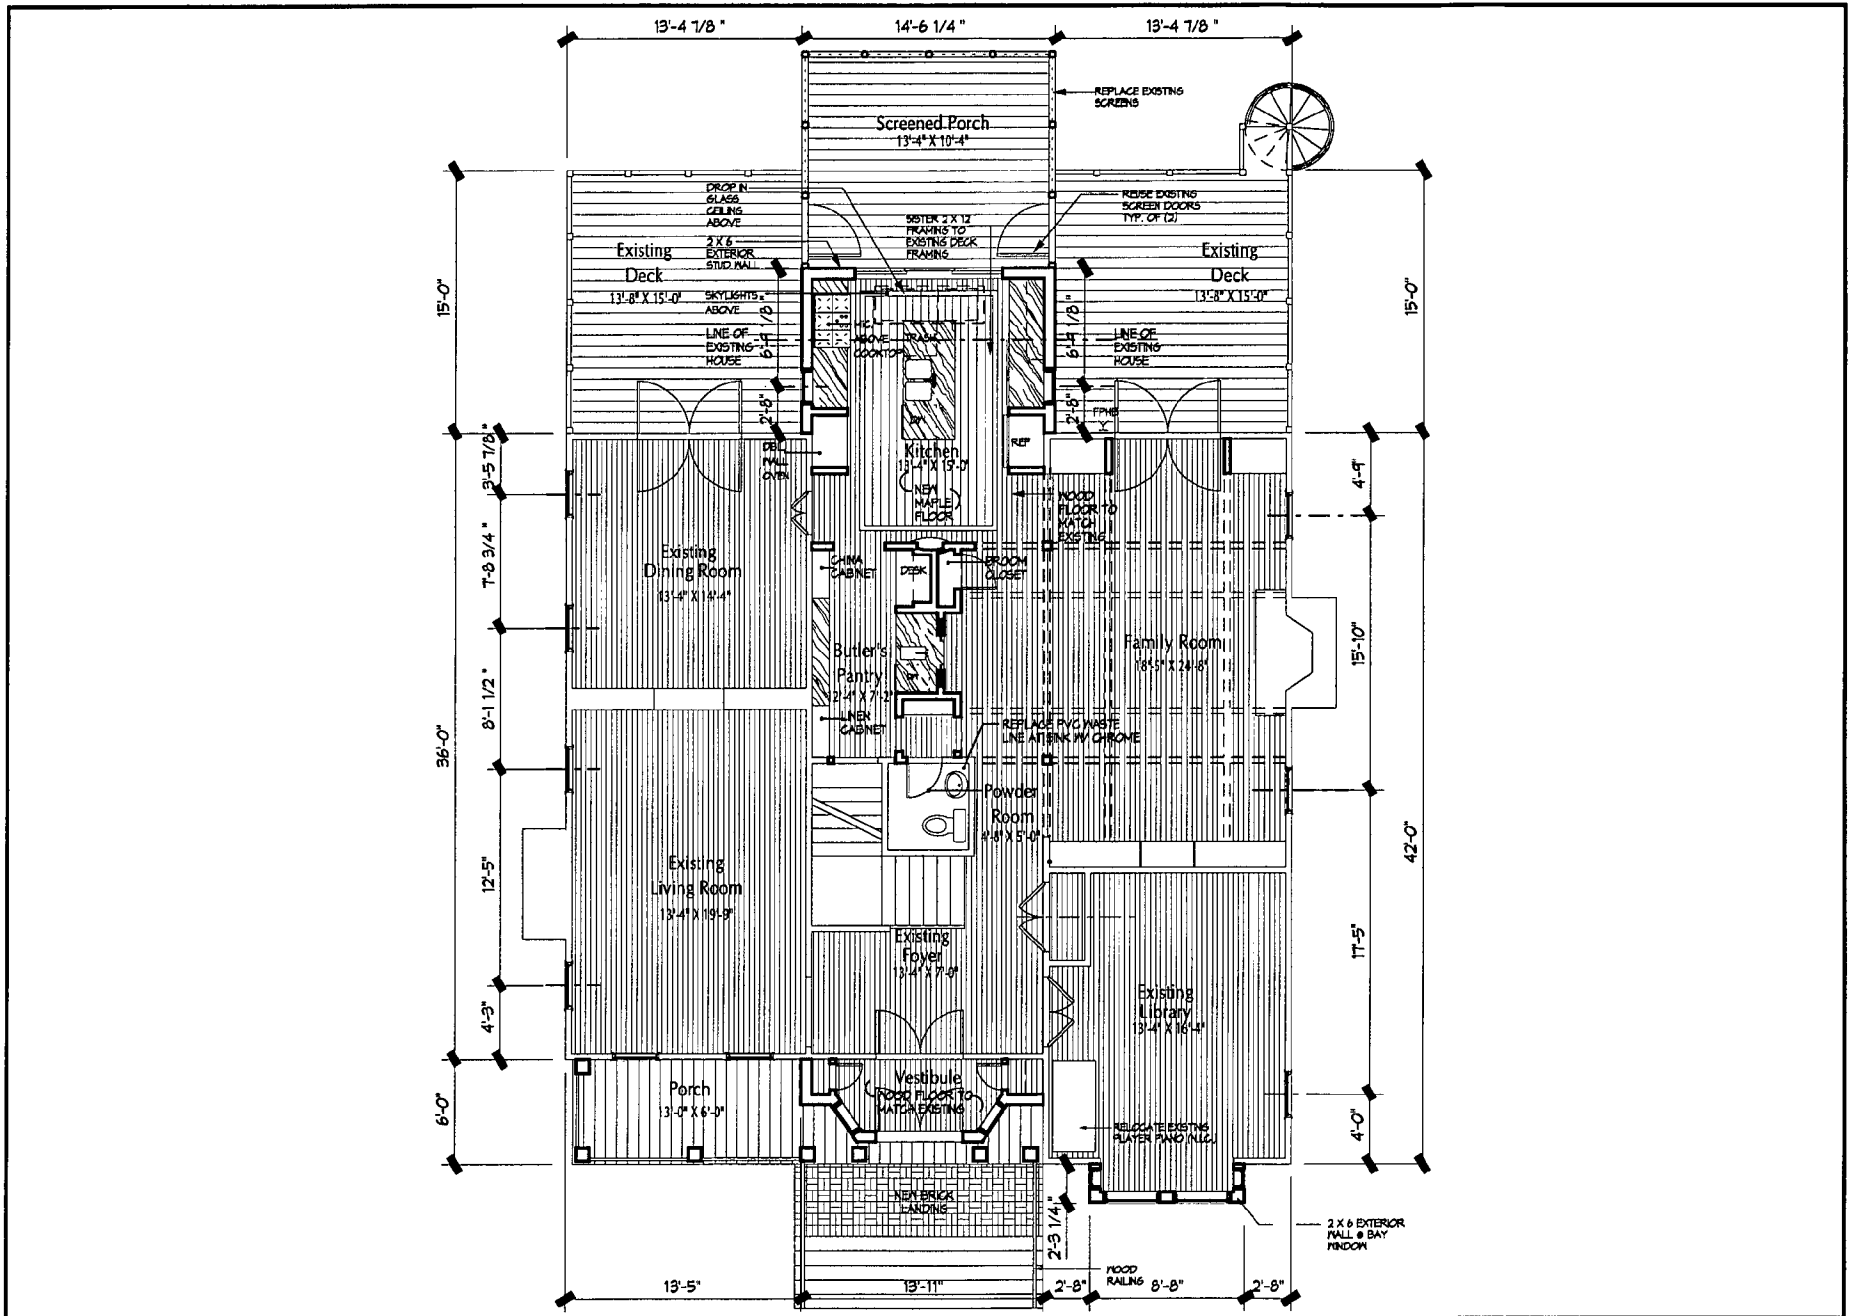 13'-4 7/8"
14'-6 1/4"
13'-4 7/8"
REPLACE EXISTING
SCREENS
Screened Porch
13'-4" X 10'-4"
DROP IN
GLASS
CEILING
ABOVE
SISTER 2 X 12
FRAMING TO
EXISTING DECK
FRAMING
REUSE EXISTING
SCREEN DOORS
TYP. OF (2)
2 X 6
EXTERIOR
STUD WALL
Existing
Deck
13'-8" X 15'-0"
Existing
Deck
13'-8" X 15'-0"
SKYLIGHTS
ABOVE
15'-0"
15'-0"
6'-9 1/8"
6'-9 1/8"
LINE OF
EXISTING
HOUSE
ABOVE
COOKTOP
TRASH
LINE OF
EXISTING
HOUSE
2'-8"
2'-8"
DW
DBL
WALL
OVEN
Kitchen
13'-4" X 15'-0"
REF
NEW
MAPLE
FLOOR
WOOD
FLOOR TO
MATCH
EXISTING
3'-5 7/8"
4'-9"
7'-8 3/4"
Existing
Dining Room
13'-4" X 14'-4"
CHINA
CABINET
DESK
BROOM
CLOSET
Family Room
18'-5" X 24'-8"
15'-10"
Butler's
Pantry
12'-4" X 7'-2"
LINEN
CABINET
8'-1 1/2"
36'-0"
REPLACE PVC WASTE
LINE AT SINK W/ CHROME
Powder
Room
4'-8" X 5'-0"
42'-0"
12'-5"
Existing
Living Room
13'-4" X 19'-9"
Existing
Foyer
13'-4" X 7'-0"
17'-5"
Existing
Library
13'-4" X 16'-4"
4'-3"
Porch
13'-0" X 6'-0"
Vestibule
WOOD FLOOR TO
MATCH EXISTING
6'-0"
RELOCATE EXISTING
PLAYER PIANO (N.I.C.)
4'-0"
NEW BRICK
LANDING
2'-3 1/4"
2 X 6 EXTERIOR
WALL @ BAY
WINDOW
WOOD
RAILING
13'-5"
13'-11"
2'-8"
8'-8"
2'-8"